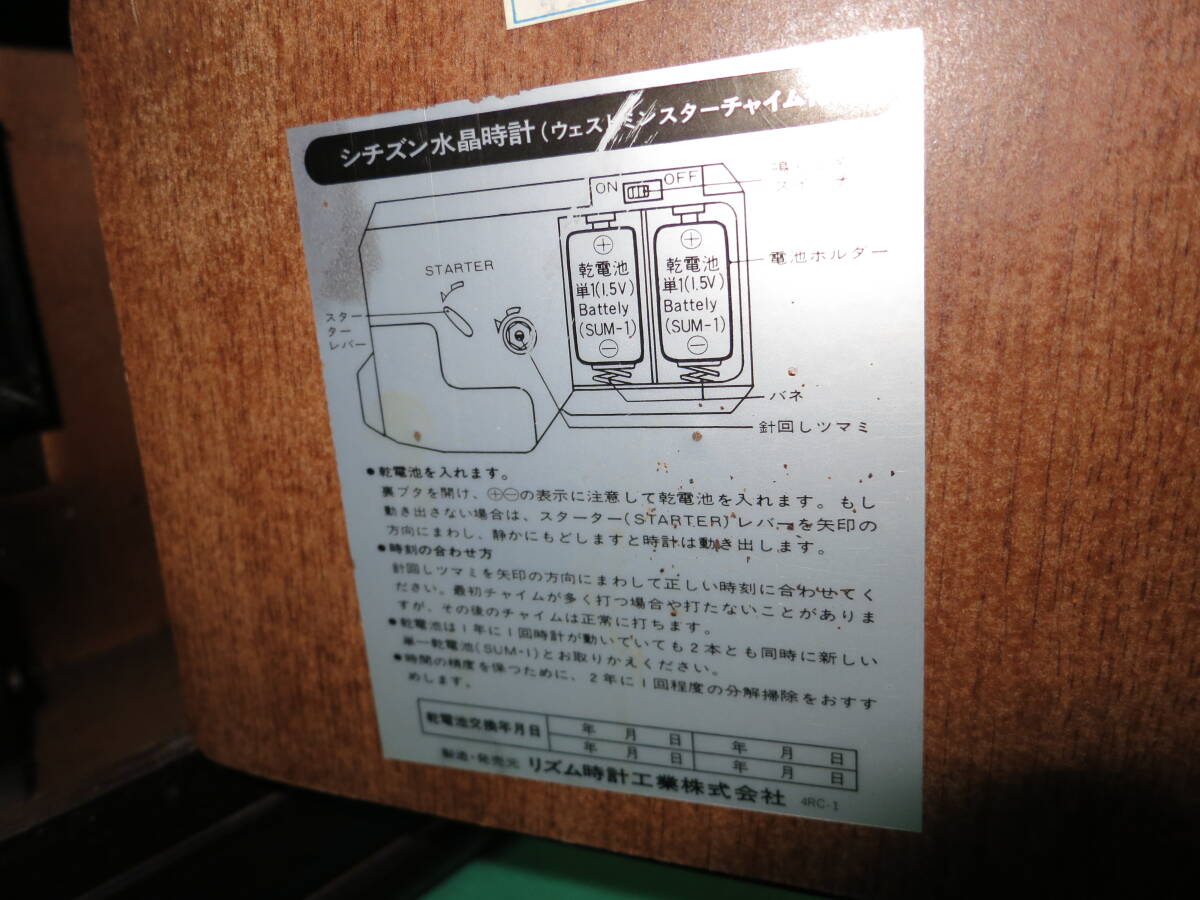 シチズン水晶時計(ウェストミンスターチャイム
ON OFF
STARTER
スター
ター
レバー
⊕ ⊕
乾電池 乾電池
単1(1.5V) 単1(1.5V)
Battely Battely
(SUM-1) (SUM-1)
⊖ ⊖
電池ホルダー
バネ
針回しツマミ
●乾電池を入れます。
裏ブタを開け、⊕⊖の表示に注意して乾電池を入れます。もし
動き出さない場合は、スターター(STARTER)レバーを矢印の
方向にまわし、静かにもどしますと時計は動き出します。
●時刻の合わせ方
針回しツマミを矢印の方向にまわして正しい時刻に合わせてく
ださい。最初チャイムが多く打つ場合や打たないことがありま
すが、その後のチャイムは正常に打ちます。
●乾電池は1年に1回時計が動いていても2本とも同時に新しい
単一乾電池(SUM-1)とお取りかえください。
●時間の精度を保つために、2年に1回程度の分解掃除をおすす
めします。
乾電池交換年月日 年 月 日 年 月 日
年 月 日 年 月 日
製造・発売元 リズム時計工業株式会社 4RC-1